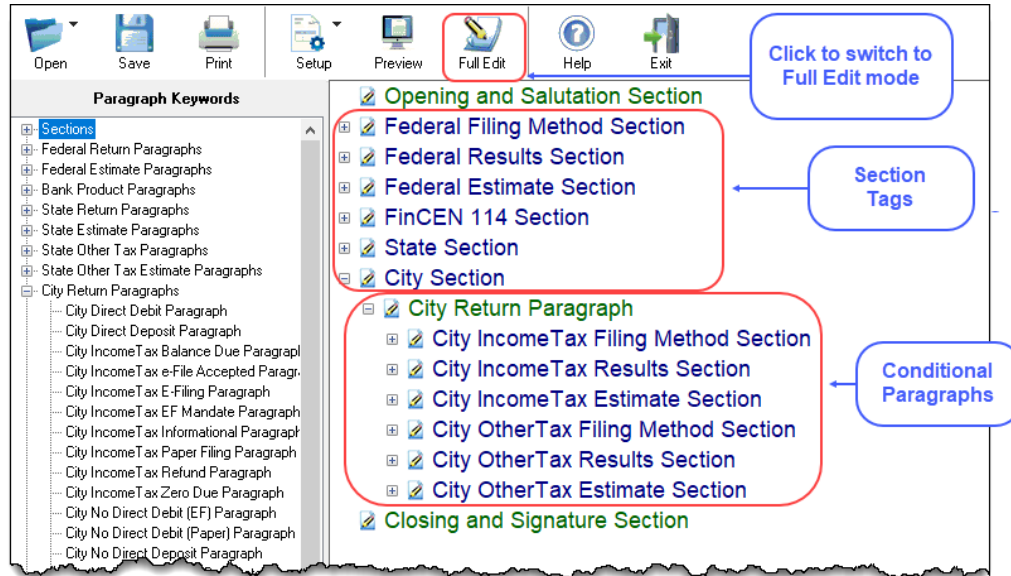 Open
Save
Print
Setup
Preview
Full Edit
Help
Exit
Click to switch to
Full Edit mode
Paragraph Keywords
Sections
Federal Return Paragraphs
Federal Estimate Paragraphs
Bank Product Paragraphs
State Return Paragraphs
State Estimate Paragraphs
State Other Tax Paragraphs
State Other Tax Estimate Paragraphs
City Return Paragraphs
City Direct Debit Paragraph
City Direct Deposit Paragraph
City IncomeTax Balance Due Paragrapl
City IncomeTax e-File Accepted Paragr
City IncomeTax E-Filing Paragraph
City IncomeTax EF Mandate Paragraph
City IncomeTax Informational Paragraph
City IncomeTax Paper Filing Paragraph
City IncomeTax Refund Paragraph
City IncomeTax Zero Due Paragraph
City No Direct Debit (EF) Paragraph
City No Direct Debit (Paper) Paragraph
City No Direct Deposit Paragraph
Opening and Salutation Section
Federal Filing Method Section
Federal Results Section
Federal Estimate Section
FinCEN 114 Section
State Section
City Section
City Return Paragraph
City IncomeTax Filing Method Section
City IncomeTax Results Section
City IncomeTax Estimate Section
City OtherTax Filing Method Section
City OtherTax Results Section
City OtherTax Estimate Section
Closing and Signature Section
Section
Tags
Conditional
Paragraphs